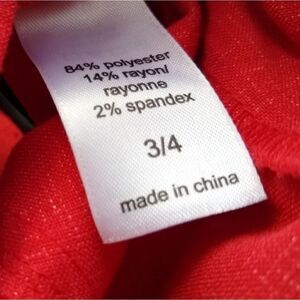 84% polyester
14% rayon/
rayonne
2% spandex
3/4
made in china